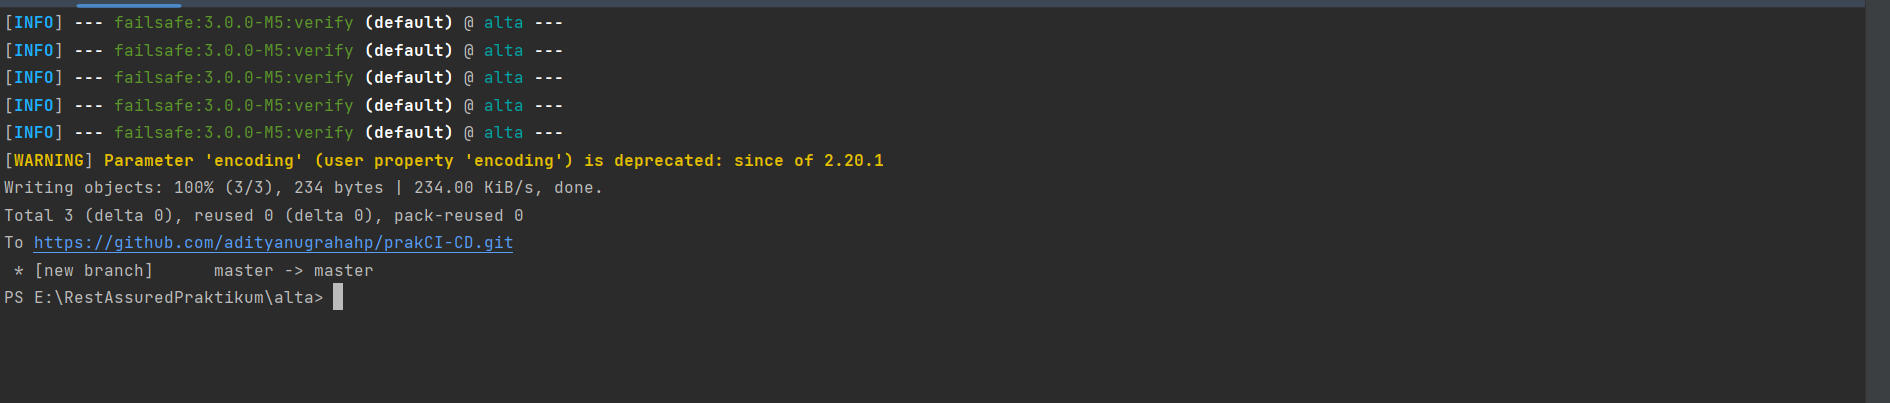 [INFO] --- failsafe:3.0.0-M5:verify (default) @ alta ---
[INFO] --- failsafe:3.0.0-M5:verify (default) @ alta ---
[INFO] --- failsafe:3.0.0-M5:verify (default) @ alta ---
[INFO] --- failsafe:3.0.0-M5:verify (default) @ alta ---
[INFO] --- failsafe:3.0.0-M5:verify (default) @ alta ---
[WARNING] Parameter 'encoding' (user property 'encoding') is deprecated: since of 2.20.1
Writing objects: 100% (3/3), 234 bytes | 234.00 KiB/s, done.
Total 3 (delta 0), reused 0 (delta 0), pack-reused 0
To https://github.com/adityanugrahahp/prakCI-CD.git
 * [new branch]      master -> master
PS E:\RestAssuredPraktikum\alta>